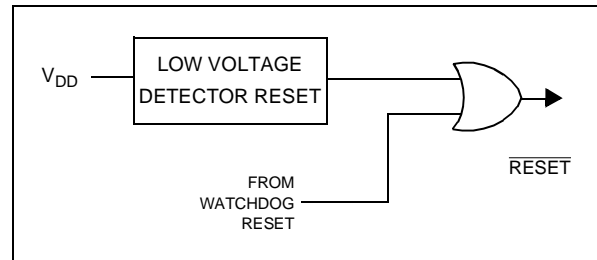 V_DD
LOW VOLTAGE
DETECTOR RESET
RESET
FROM
WATCHDOG
RESET